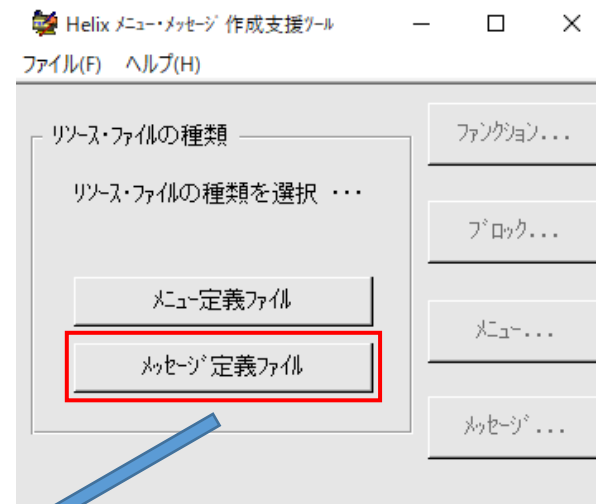 Helix ﾒﾆｭｰ・ﾒｯｾｰｼﾞ 作成支援ﾂｰﾙ
ファイル(F) ヘルプ(H)
ﾘｿｰｽ・ﾌｧｲﾙの種類
ﾘｿｰｽ・ﾌｧｲﾙの種類を選択 ・・・
ﾒﾆｭｰ定義ﾌｧｲﾙ
ﾒｯｾｰｼﾞ定義ﾌｧｲﾙ
ﾌｧﾝｸｼｮﾝ...
ﾌﾞﾛｯｸ...
ﾒﾆｭｰ...
ﾒｯｾｰｼﾞ...